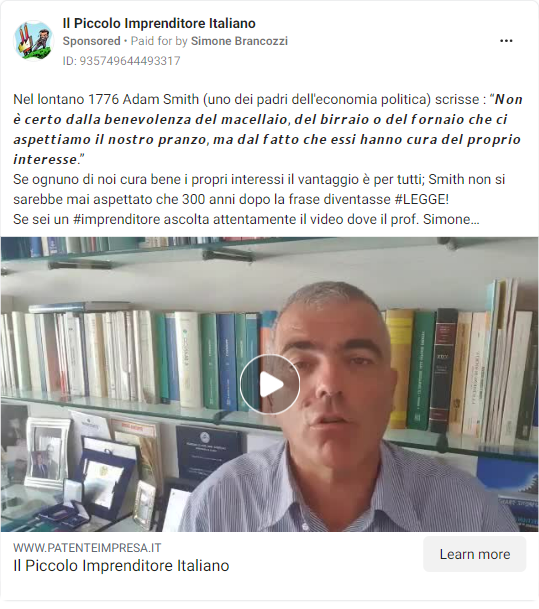 Il Piccolo Imprenditore Italiano
Sponsored • Paid for by Simone Brancozzi
ID: 935749644493317
Nel lontano 1776 Adam Smith (uno dei padri dell'economia politica) scrisse : “Non
è certo dalla benevolenza del macellaio, del birraio o del fornaio che ci
aspettiamo il nostro pranzo, ma dal fatto che essi hanno cura del proprio
interesse.”
Se ognuno di noi cura bene i propri interessi il vantaggio è per tutti; Smith non si
sarebbe mai aspettato che 300 anni dopo la frase diventasse #LEGGE!
Se sei un #imprenditore ascolta attentamente il video dove il prof. Simone...
WWW.PATENTEIMPRESA.IT
Il Piccolo Imprenditore Italiano
Learn more